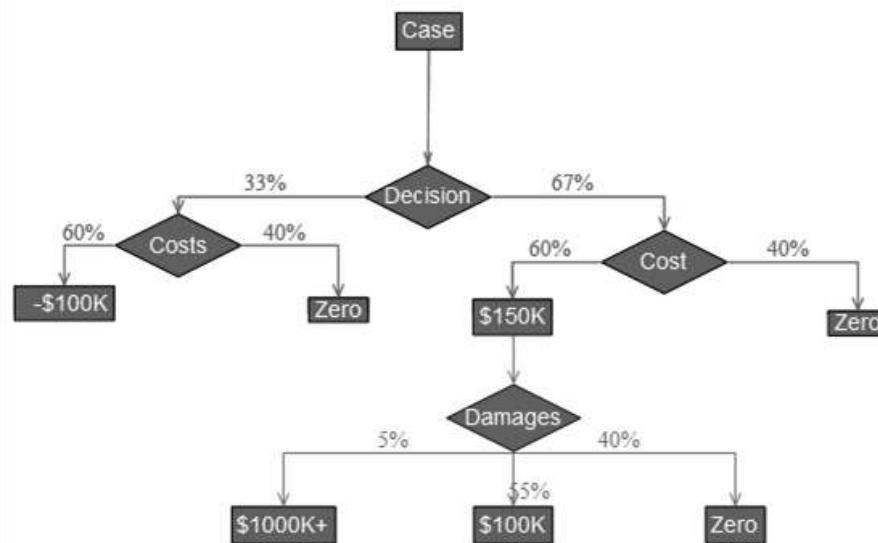 Case
33%
Decision
67%
60%
Costs
40%
60%
Cost
40%
-$100K
Zero
$150K
Zero
Damages
5%
40%
55%
$1000K+
$100K
Zero